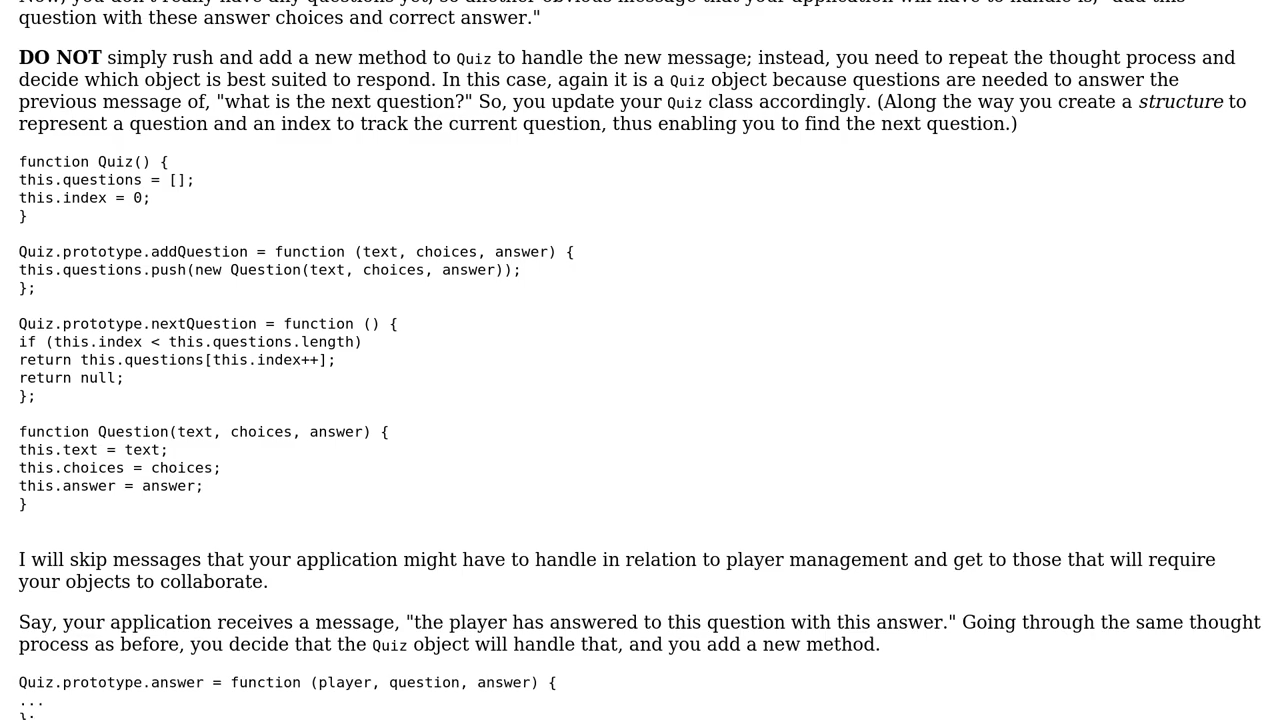 question with these answer choices and correct answer."
DO NOT simply rush and add a new method to Quiz to handle the new message; instead, you need to repeat the thought process and
decide which object is best suited to respond. In this case, again it is a Quiz object because questions are needed to answer the
previous message of, "what is the next question?" So, you update your Quiz class accordingly. (Along the way you create a structure to
represent a question and an index to track the current question, thus enabling you to find the next question.)
function Quiz() {
this.questions = [];
this.index = 0;
}
Quiz.prototype.addQuestion = function (text, choices, answer) {
this.questions.push(new Question(text, choices, answer));
};
Quiz.prototype.nextQuestion = function () {
if (this.index < this.questions.length)
return this.questions[this.index++];
return null;
};
function Question(text, choices, answer) {
this.text = text;
this.choices = choices;
this.answer = answer;
}
I will skip messages that your application might have to handle in relation to player management and get to those that will require
your objects to collaborate.
Say, your application receives a message, "the player has answered to this question with this answer." Going through the same thought
process as before, you decide that the Quiz object will handle that, and you add a new method.
Quiz.prototype.answer = function (player, question, answer) {
...
};